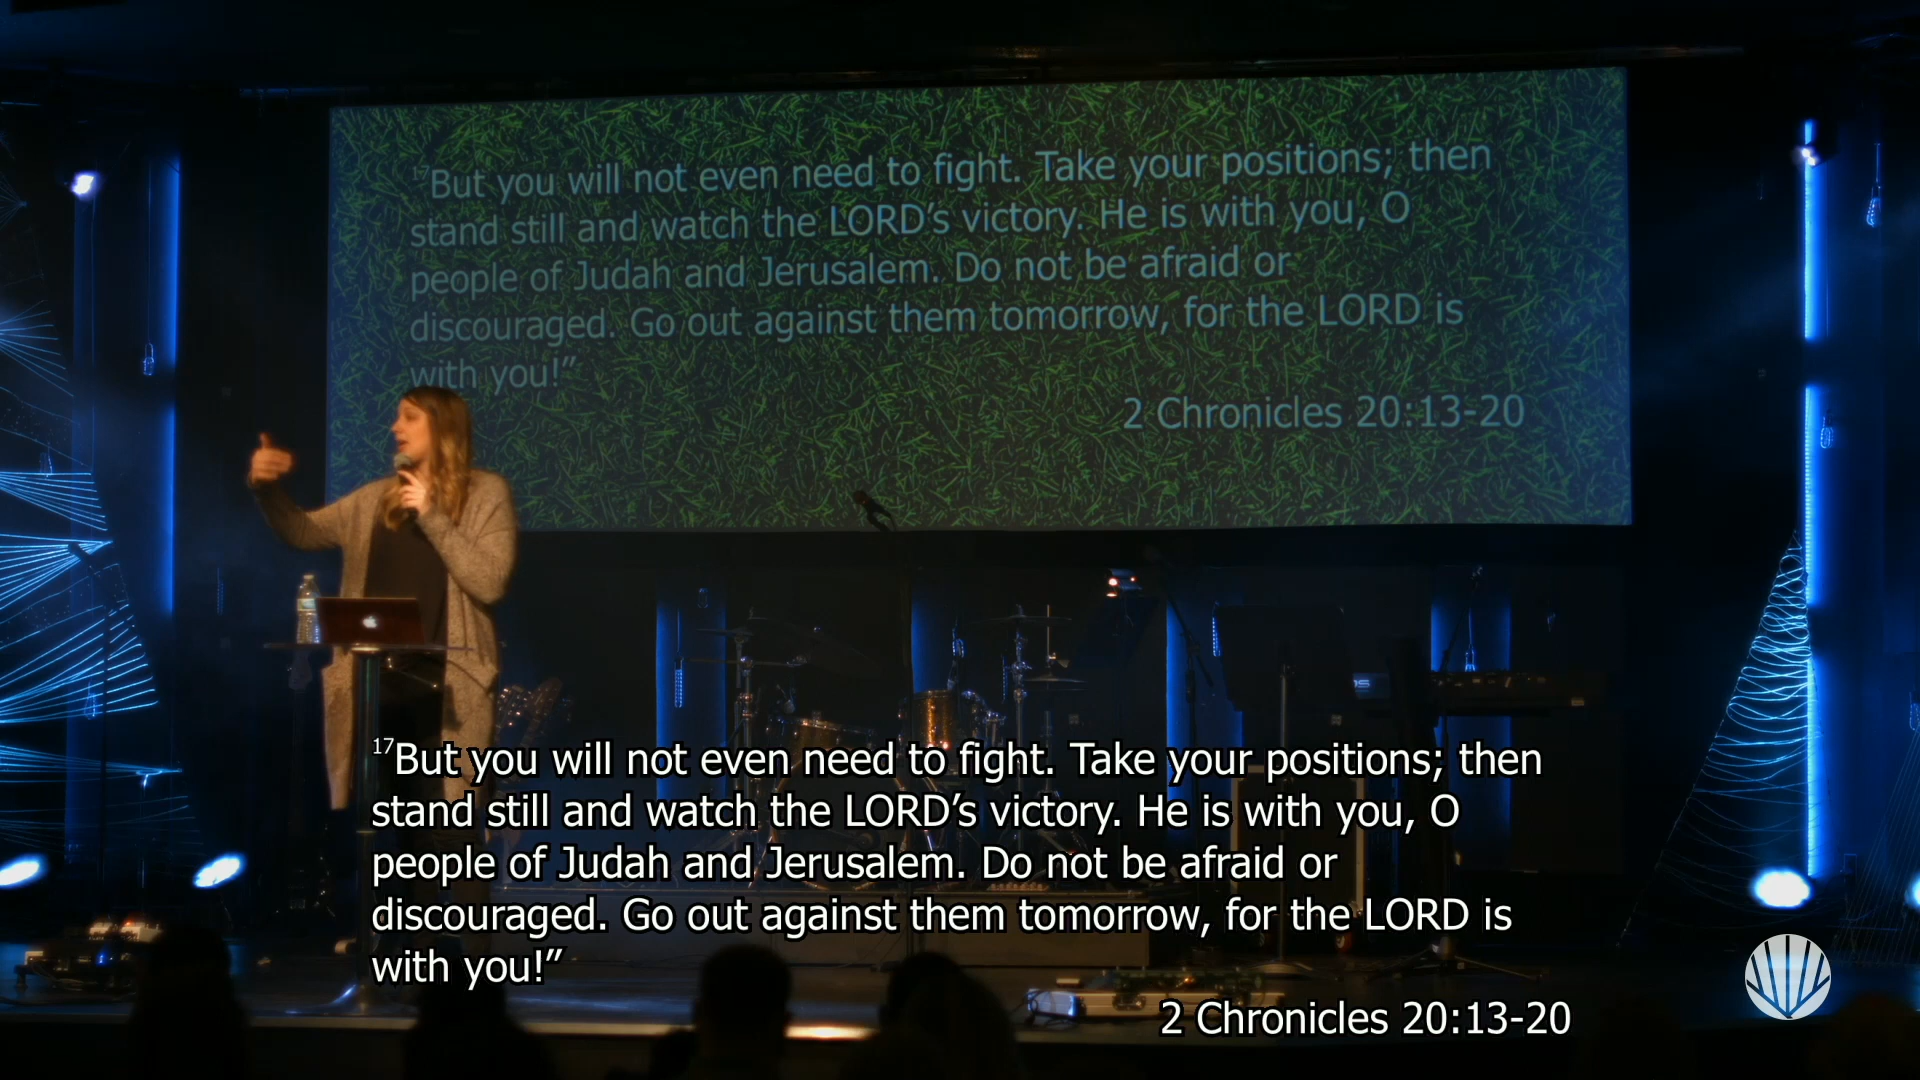 ¹⁷But you will not even need to fight. Take your positions; then
stand still and watch the LORD’s victory. He is with you, O
people of Judah and Jerusalem. Do not be afraid or
discouraged. Go out against them tomorrow, for the LORD is
with you!”
2 Chronicles 20:13-20
¹⁷But you will not even need to fight. Take your positions; then
stand still and watch the LORD’s victory. He is with you, O
people of Judah and Jerusalem. Do not be afraid or
discouraged. Go out against them tomorrow, for the LORD is
with you!”
2 Chronicles 20:13-20